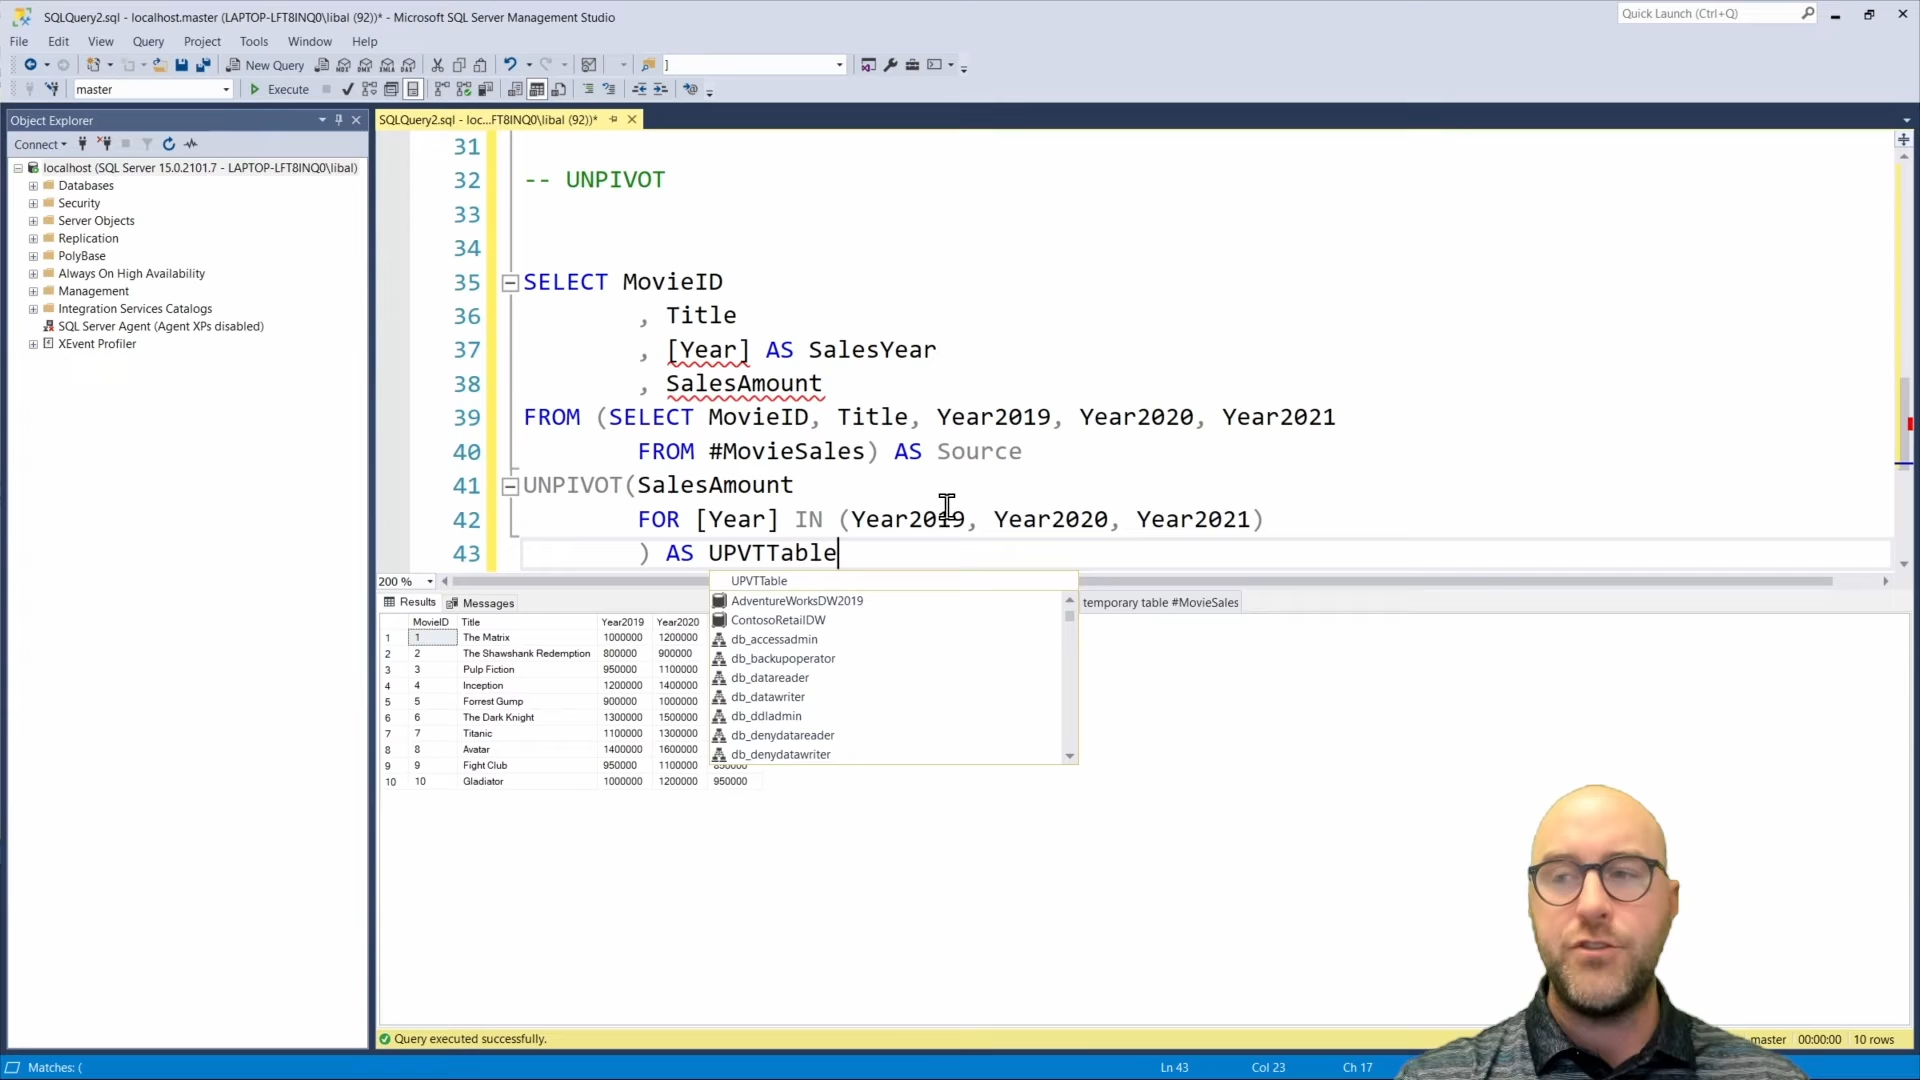 SQLQuery2.sql - localhost.master (LAPTOP-LFT8INQ0\libal (92))* - Microsoft SQL Server Management Studio
Quick Launch (Ctrl+Q)
File Edit View Query Project Tools Window Help
New Query
]
master
Execute
Object Explorer
SQLQuery2.sql - loc...FT8INQ0\libal (92))*
Connect
localhost (SQL Server 15.0.2101.7 - LAPTOP-LFT8INQ0\libal)
Databases
Security
Server Objects
Replication
PolyBase
Always On High Availability
Management
Integration Services Catalogs
SQL Server Agent (Agent XPs disabled)
XEvent Profiler
31
32 -- UNPIVOT
33
34
35 SELECT MovieID
36 , Title
37 , [Year] AS SalesYear
38 , SalesAmount
39 FROM (SELECT MovieID, Title, Year2019, Year2020, Year2021
40 FROM #MovieSales) AS Source
41 UNPIVOT(SalesAmount
42 FOR [Year] IN (Year2019, Year2020, Year2021)
43 ) AS UPVTTable
200 %
UPVTTable
AdventureWorksDW2019
ContosoRetailDW
db_accessadmin
db_backupoperator
db_datareader
db_datawriter
db_ddladmin
db_denydatareader
db_denydatawriter
temporary table #MovieSales
Results Messages
MovieID Title Year2019 Year2020
1 1 The Matrix 1000000 1200000
2 2 The Shawshank Redemption 800000 900000
3 3 Pulp Fiction 950000 1100000
4 4 Inception 1200000 1400000
5 5 Forrest Gump 900000 1000000
6 6 The Dark Knight 1300000 1500000
7 7 Titanic 1100000 1300000
8 8 Avatar 1400000 1600000
9 9 Fight Club 950000 1100000 850000
10 10 Gladiator 1000000 1200000 950000
Query executed successfully.
master 00:00:00 10 rows
Matches: (
Ln 43 Col 23 Ch 17